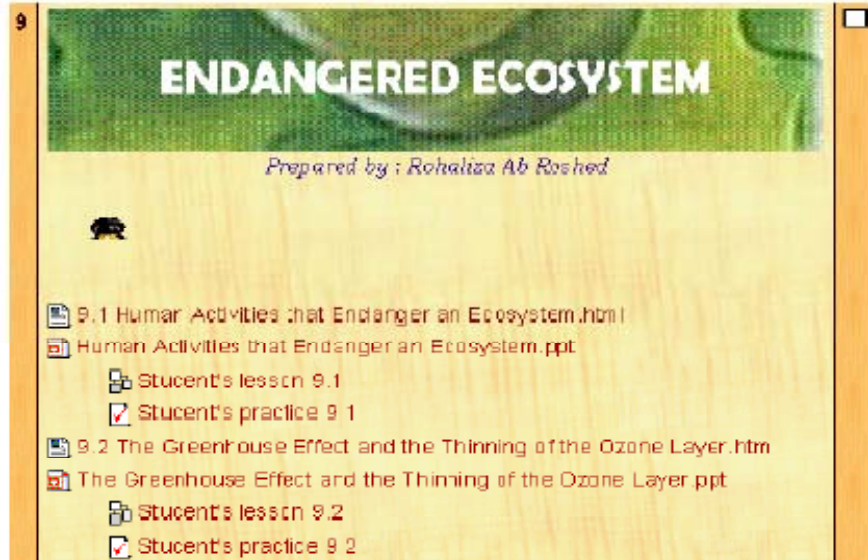 9
ENDANGERED ECOSYSTEM
Prepared by : Rohaliza Ab Roshed
9.1 Human Activities that Endanger an Ecosystem.html
Human Activities that Endanger an Ecosystem.ppt
Student's lesson 9.1
Student's practice 9.1
9.2 The Greenhouse Effect and the Thinning of the Ozone Layer.htm
The Greenhouse Effect and the Thinning of the Ozone Layer.ppt
Student's lesson 9.2
Student's practice 9.2